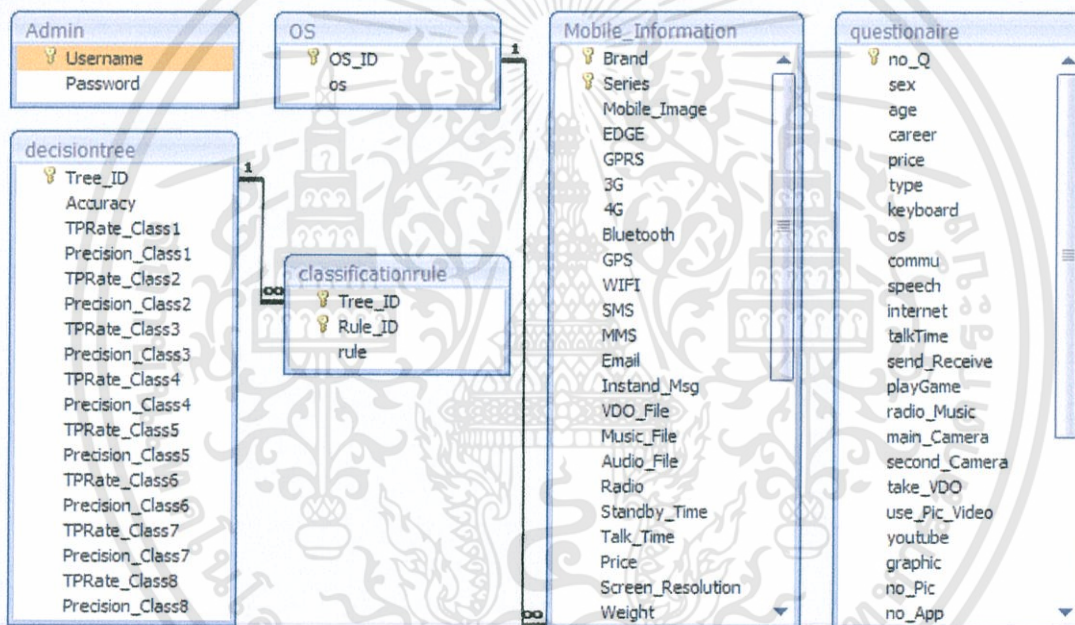 Admin
Username
Password
OS
OS_ID
os
1
decisiontree
Tree_ID
Accuracy
TPRate_Class1
Precision_Class1
TPRate_Class2
Precision_Class2
TPRate_Class3
Precision_Class3
TPRate_Class4
Precision_Class4
TPRate_Class5
Precision_Class5
TPRate_Class6
Precision_Class6
TPRate_Class7
Precision_Class7
TPRate_Class8
Precision_Class8
1
∞
classificationrule
Tree_ID
Rule_ID
rule
∞
Mobile_Information
Brand
Series
Mobile_Image
EDGE
GPRS
3G
4G
Bluetooth
GPS
WIFI
SMS
MMS
Email
Instand_Msg
VDO_File
Music_File
Audio_File
Radio
Standby_Time
Talk_Time
Price
Screen_Resolution
Weight
questionaire
no_Q
sex
age
career
price
type
keyboard
os
commu
speech
internet
talkTime
send_Receive
playGame
radio_Music
main_Camera
second_Camera
take_VDO
use_Pic_Video
youtube
graphic
no_Pic
no_App